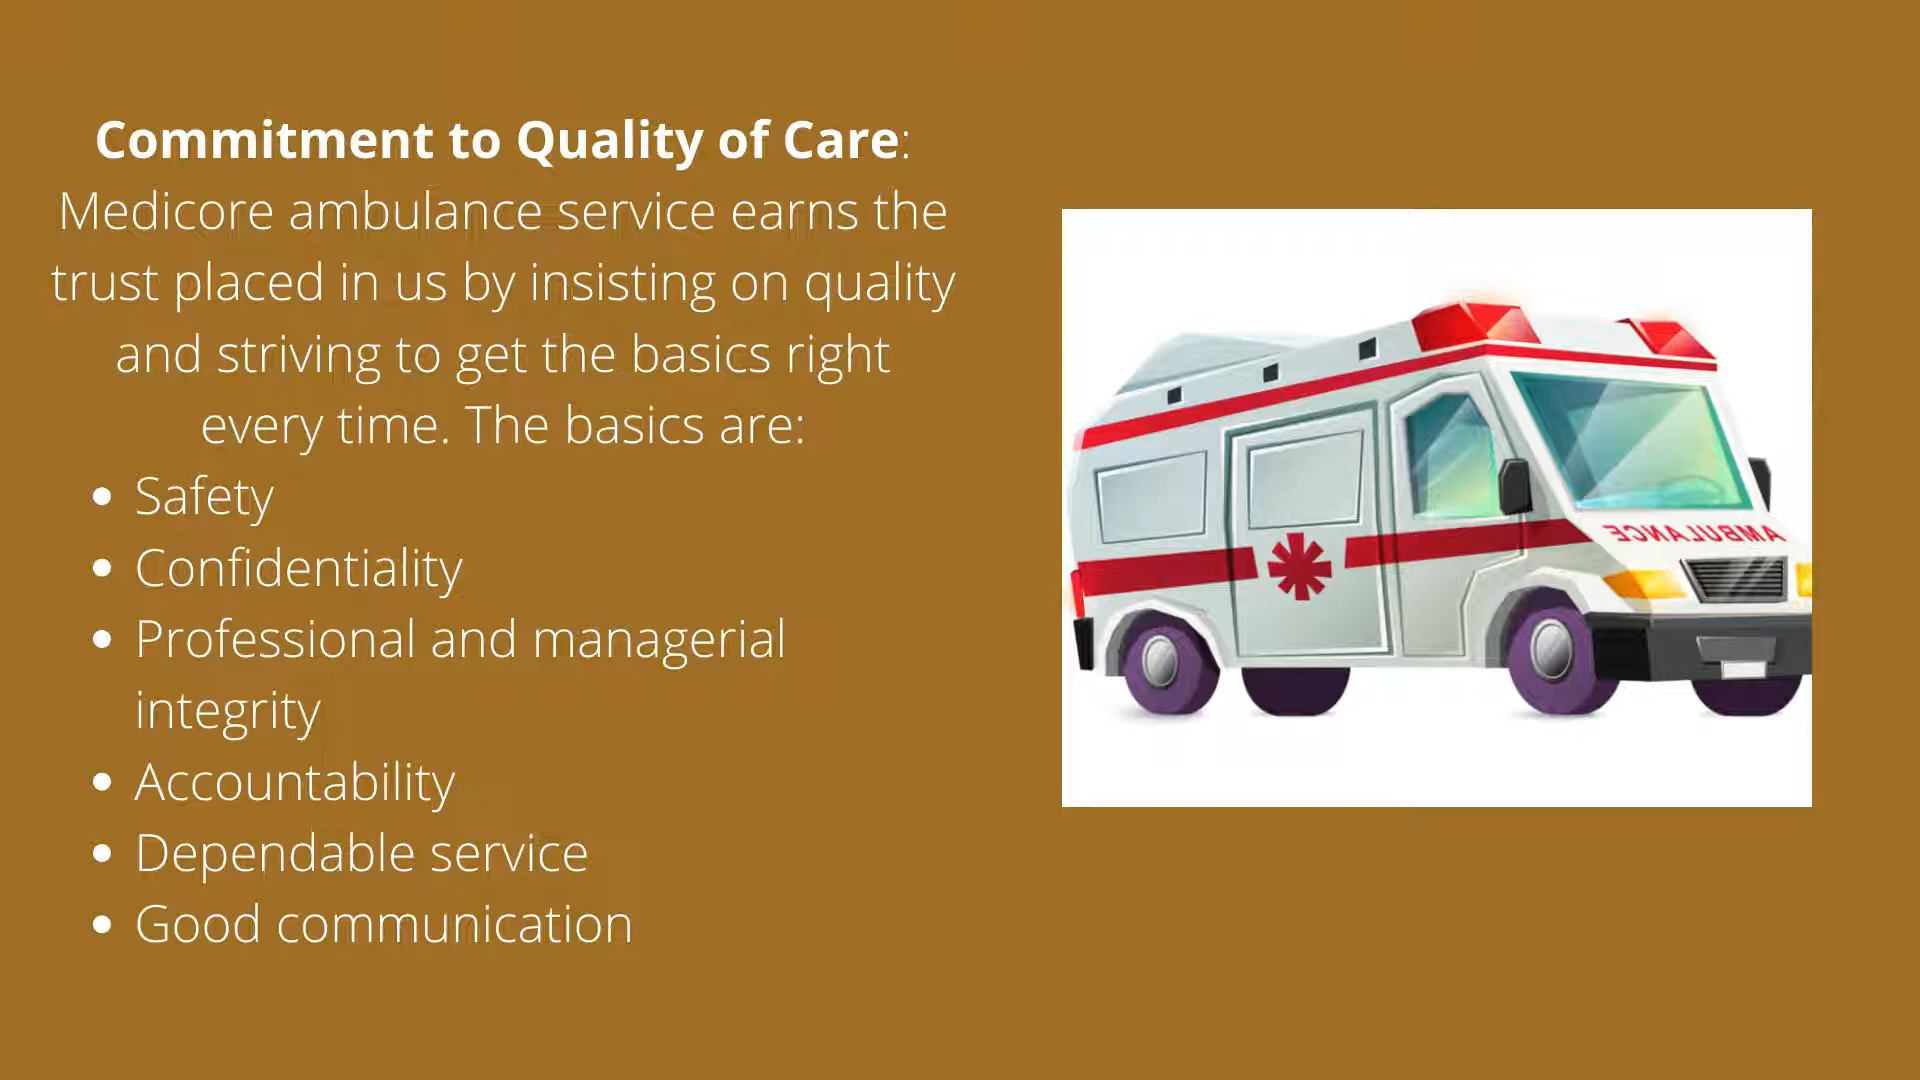 Commitment to Quality of Care:
Medicore ambulance service earns the
trust placed in us by insisting on quality
and striving to get the basics right
every time. The basics are:
• Safety
• Confidentiality
• Professional and managerial
integrity
• Accountability
• Dependable service
• Good communication
AMBULANCE